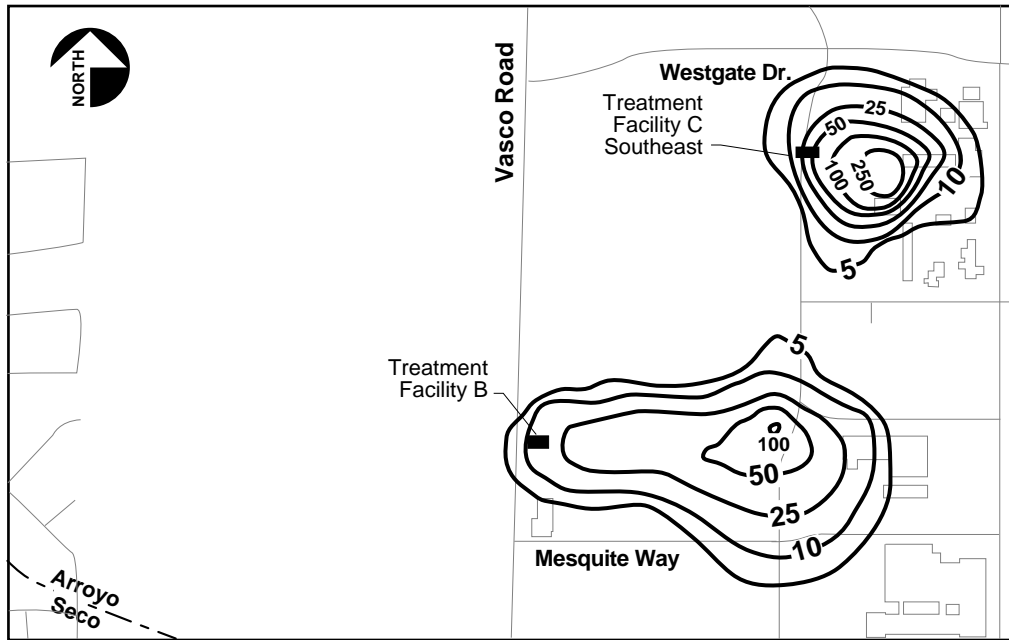 NORTH
Vasco Road
Westgate Dr.
Treatment
Facility C
Southeast
25
50
100
250
10
5
Treatment
Facility B
5
100
50
25
10
Mesquite Way
Arroyo
Seco